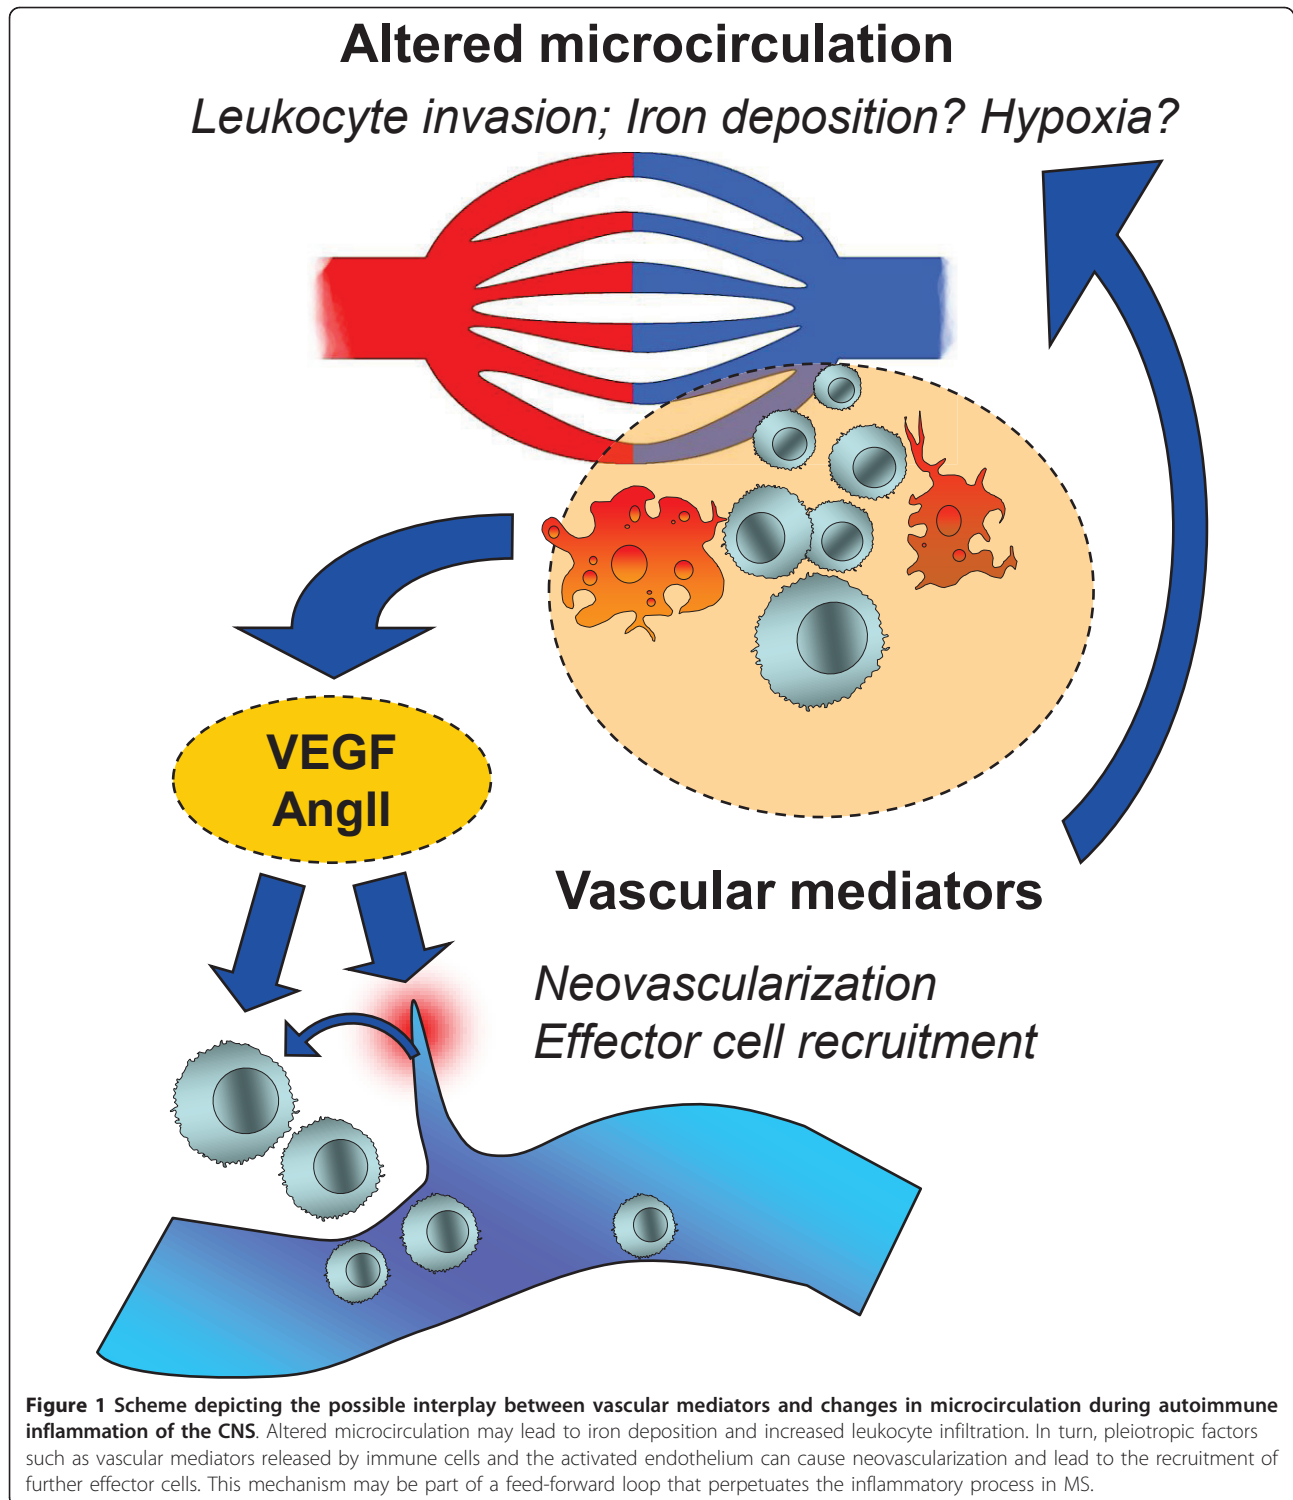 Altered microcirculation
Leukocyte invasion; Iron deposition? Hypoxia?
VEGF
AngII
Vascular mediators
Neovascularization
Effector cell recruitment
Figure 1 Scheme depicting the possible interplay between vascular mediators and changes in microcirculation during autoimmune
inflammation of the CNS. Altered microcirculation may lead to iron deposition and increased leukocyte infiltration. In turn, pleiotropic factors
such as vascular mediators released by immune cells and the activated endothelium can cause neovascularization and lead to the recruitment of
further effector cells. This mechanism may be part of a feed-forward loop that perpetuates the inflammatory process in MS.